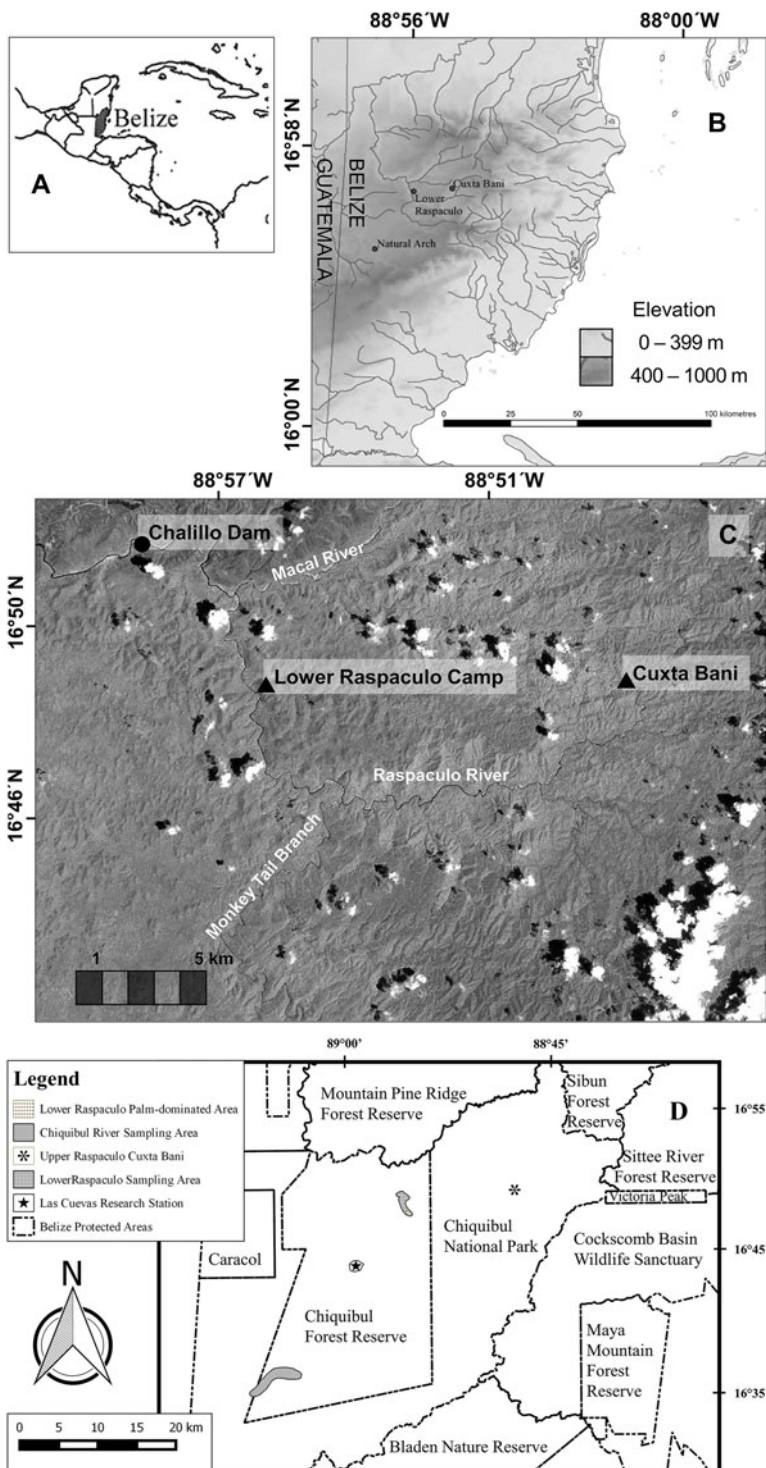 Belize
A
88°56´W
88°00´W
16°58´N
16°00´N
B
BELIZE
GUATEMALA
Cuxta Bani
Lower
Raspaculo
Natural Arch
Elevation
0 – 399 m
400 – 1000 m
0 25 50 100 kilometres
88°57´W
88°51´W
16°50´N
16°46´N
C
Chalillo Dam
Macal River
Lower Raspaculo Camp
Cuxta Bani
Raspaculo River
Monkey Tail Branch
1 5 km
89°00'
88°45'
16°55'
16°45'
16°35'
D
Legend
Lower Raspaculo Palm-dominated Area
Chiquibul River Sampling Area
Upper Raspaculo Cuxta Bani
LowerRaspaculo Sampling Area
Las Cuevas Research Station
Belize Protected Areas
Mountain Pine Ridge
Forest Reserve
Sibun
Forest
Reserve
Sittee River
Forest Reserve
Victoria Peak
Chiquibul
National Park
Cockscomb Basin
Wildlife Sanctuary
Caracol
Chiquibul
Forest Reserve
Maya
Mountain
Forest
Reserve
Bladen Nature Reserve
N
0 5 10 15 20 km